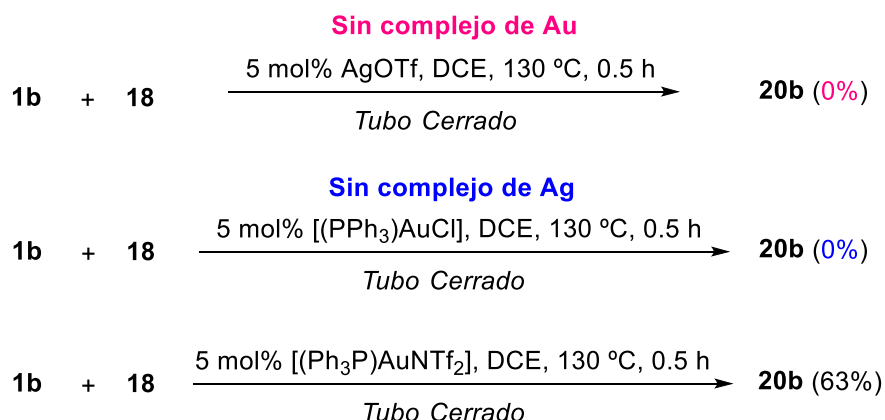 Sin complejo de Au
5 mol% AgOTf, DCE, 130 ºC, 0.5 h
1b + 18 20b (0%)
Tubo Cerrado
Sin complejo de Ag
5 mol% [(PPh₃)AuCl], DCE, 130 ºC, 0.5 h
1b + 18 20b (0%)
Tubo Cerrado
5 mol% [(Ph₃P)AuNTf₂], DCE, 130 ºC, 0.5 h
1b + 18 20b (63%)
Tubo Cerrado